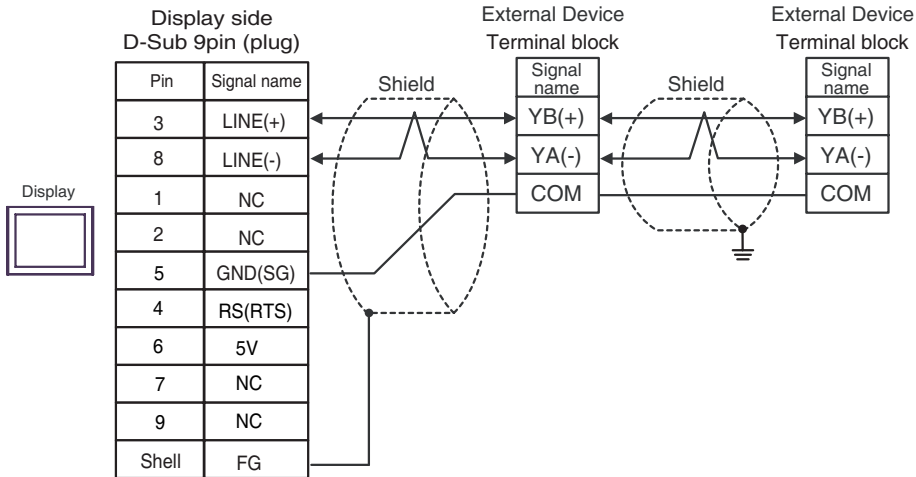 Display side
D-Sub 9pin (plug)
External Device
Terminal block
External Device
Terminal block
Pin Signal name
Shield
Signal
name
Shield
Signal
name
3 LINE(+)
YB(+)
YB(+)
8 LINE(-)
YA(-)
YA(-)
Display
1 NC
COM
COM
2 NC
5 GND(SG)
4 RS(RTS)
6 5V
7 NC
9 NC
Shell FG